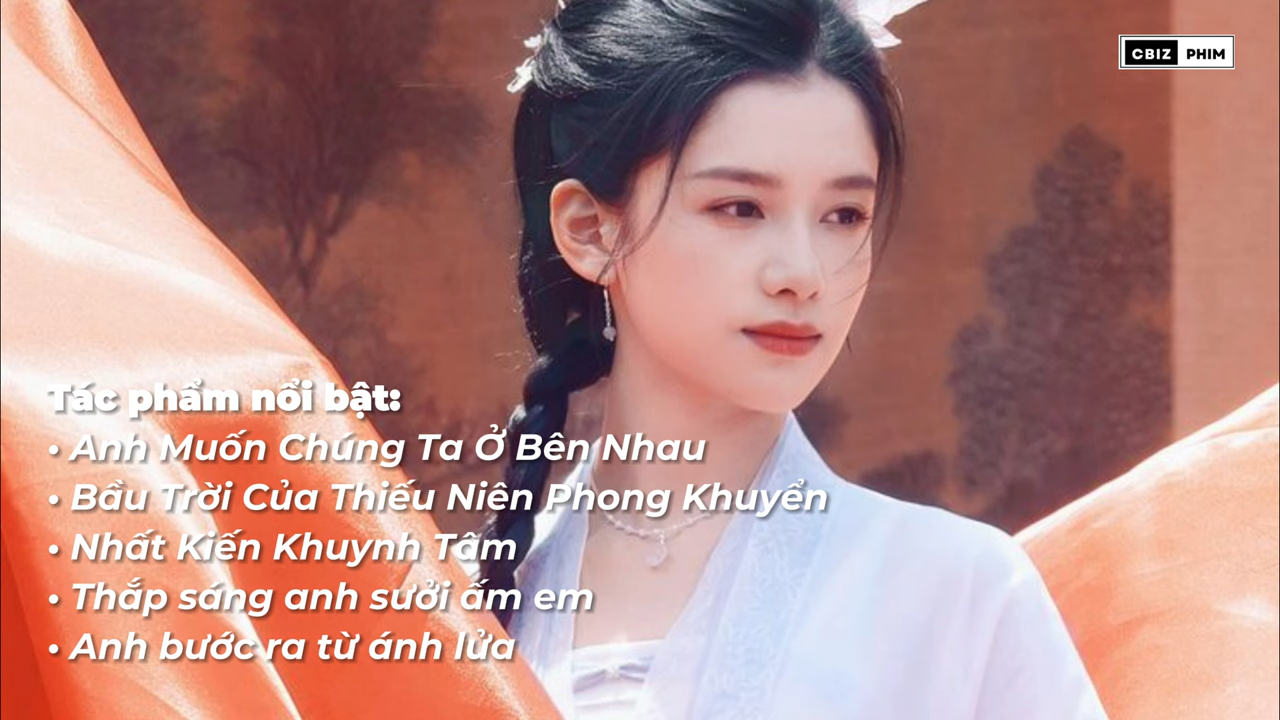 CBIZ PHIM
Tác phẩm nổi bật:
• Anh Muốn Chúng Ta Ở Bên Nhau
• Bầu Trời Của Thiếu Niên Phong Khuyển
• Nhất Kiến Khuynh Tâm
• Thắp sáng anh sưởi ấm em
• Anh bước ra từ ánh lửa